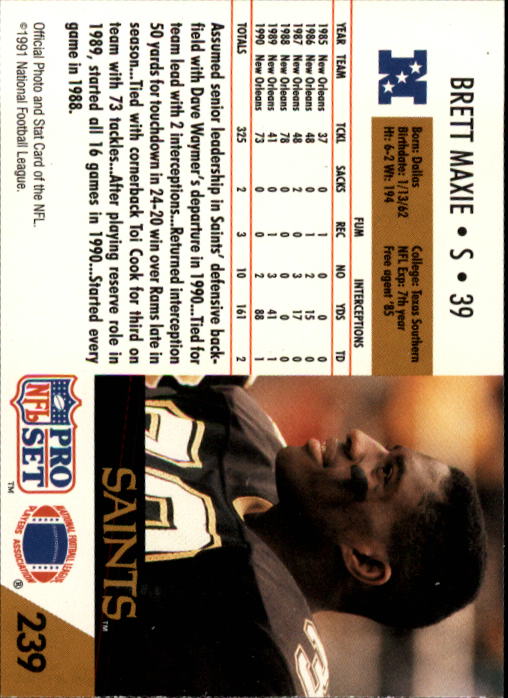 BRETT MAXIE • S • 39
N
Born: Dallas College: Texas Southern
Birthdate: 1/13/62 NFL Exp: 7th year
Ht: 6-2 Wt: 194 Free agent '85
FUM INTERCEPTIONS
YEAR TEAM TCKL SACKS REC NO YDS TD
1985 New Orleans 37 0 1 0 0 0
1986 New Orleans 48 0 1 2 15 0
1987 New Orleans 48 2 0 3 17 0
1988 New Orleans 78 0 0 0 0 0
1989 New Orleans 41 0 1 3 41 1
1990 New Orleans 73 0 0 2 88 1
TOTALS 325 2 3 10 161 2
Assumed senior leadership in Saints' defensive back-
field with Dave Waymer's departure in 1990...Tied for
team lead with 2 interceptions...Returned interception
50 yards for touchdown in 24-20 win over Rams late in
season...Tied with cornerback Toi Cook for third on
team with 73 tackles...After playing reserve role in
1989, started all 16 games in 1990...Started every
game in 1988.
Official Photo and Stat Card of the NFL.
©1991 National Football League.
SAINTS™
PRO
NFL
SET
™
NATIONAL FOOTBALL LEAGUE
PLAYERS ASSOCIATION
®
239